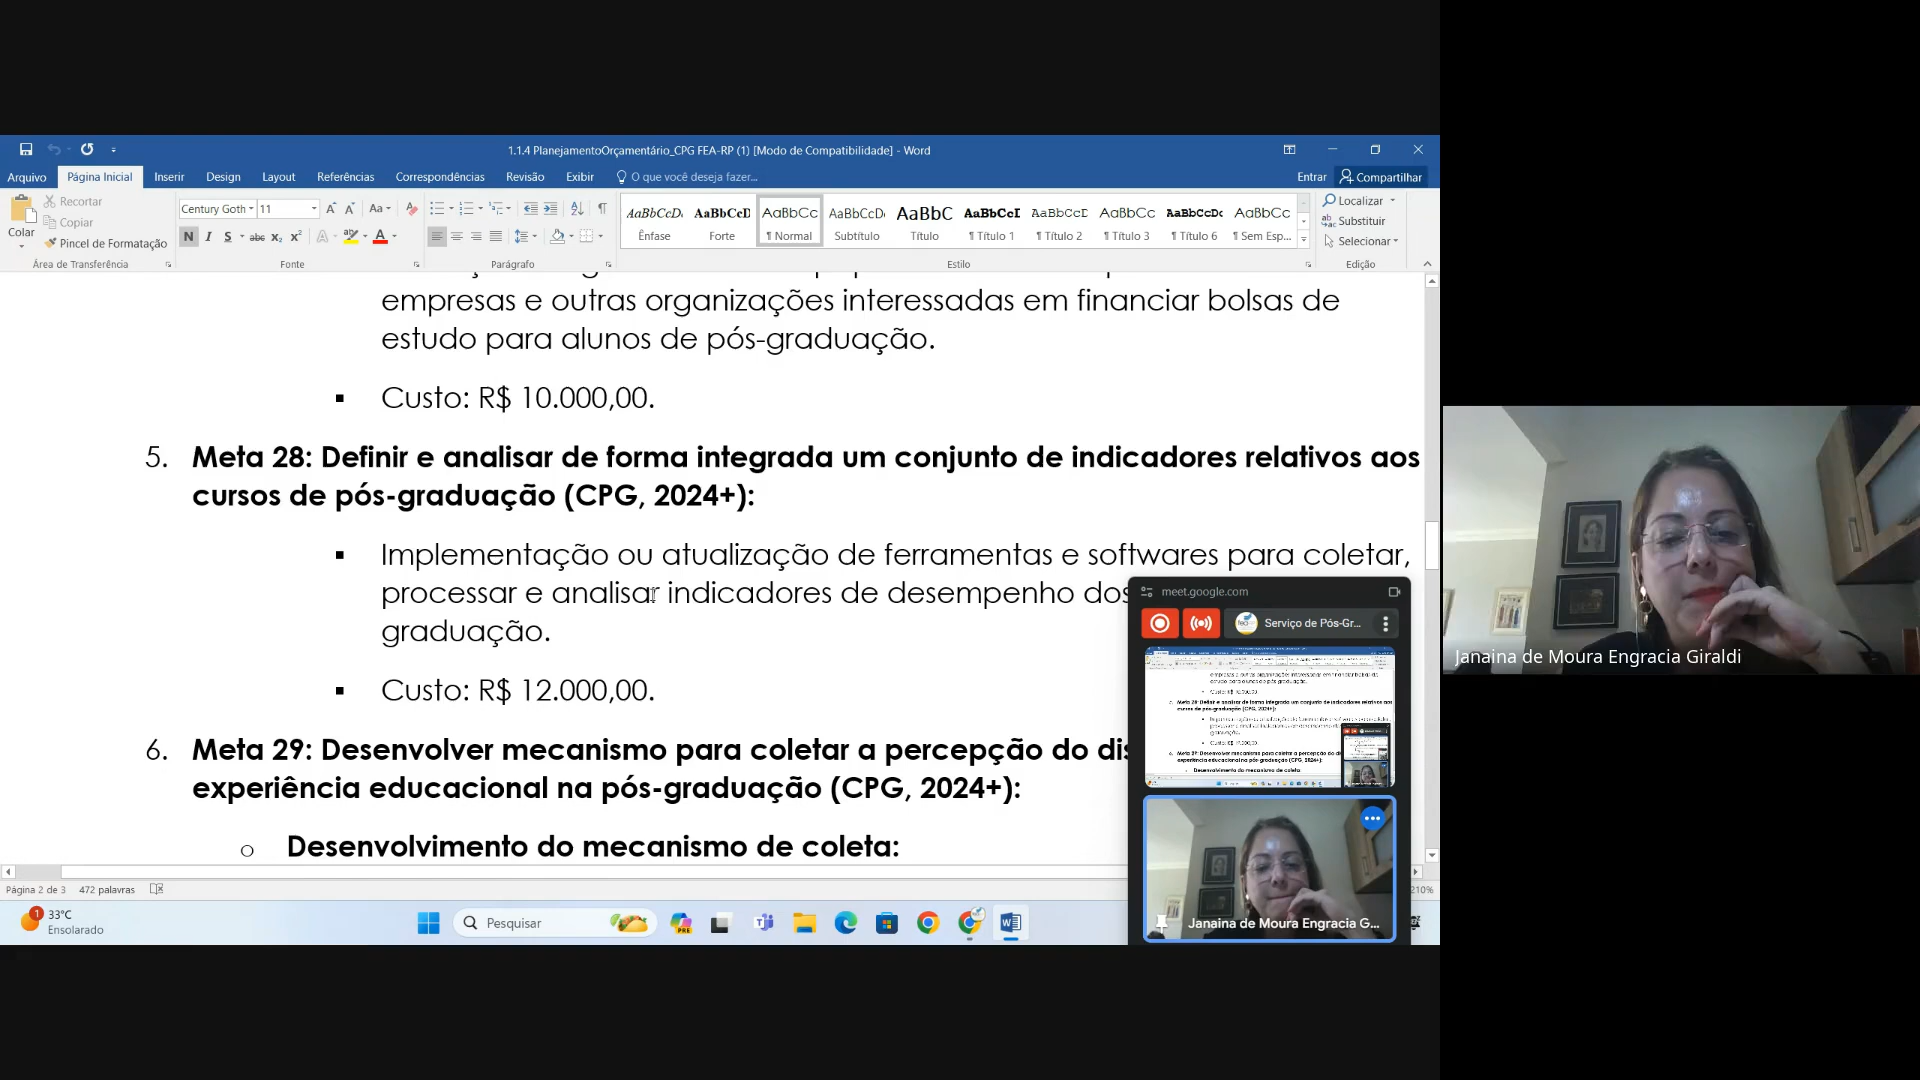 1.1.4 PlanejamentoOrçamentário_CPG FEA-RP (1) [Modo de Compatibilidade] - Word
Arquivo Página Inicial Inserir Design Layout Referências Correspondências Revisão Exibir O que você deseja fazer... Entrar Compartilhar
Colar
Recortar
Copiar
Pincel de Formatação
Área de Transferência
Century Goth 11
N I S abc x₂ x²
Fonte
Parágrafo
AaBbCcDı AaBbCcD AaBbCc AaBbCcDı AaBbC AaBbCcI AaBbCcD AaBbCc AaBbCcDc AaBbCc
Ênfase Forte ¶ Normal Subtítulo Título ¶ Título 1 ¶ Título 2 ¶ Título 3 ¶ Título 6 ¶ Sem Esp...
Estilo
Localizar
Substituir
Selecionar
Edição
empresas e outras organizações interessadas em financiar bolsas de
estudo para alunos de pós-graduação.
▪ Custo: R$ 10.000,00.
5. Meta 28: Definir e analisar de forma integrada um conjunto de indicadores relativos aos
cursos de pós-graduação (CPG, 2024+):
▪ Implementação ou atualização de ferramentas e softwares para coletar,
processar e analisar indicadores de desempenho dos
graduação.
▪ Custo: R$ 12.000,00.
6. Meta 29: Desenvolver mecanismo para coletar a percepção do dis
experiência educacional na pós-graduação (CPG, 2024+):
o Desenvolvimento do mecanismo de coleta:
meet.google.com
Serviço de Pós-Gr...
Janaina de Moura Engracia G...
Página 2 de 3 472 palavras
210%
1
33°C
Ensolarado
Pesquisar
PRE
Janaina de Moura Engracia Giraldi